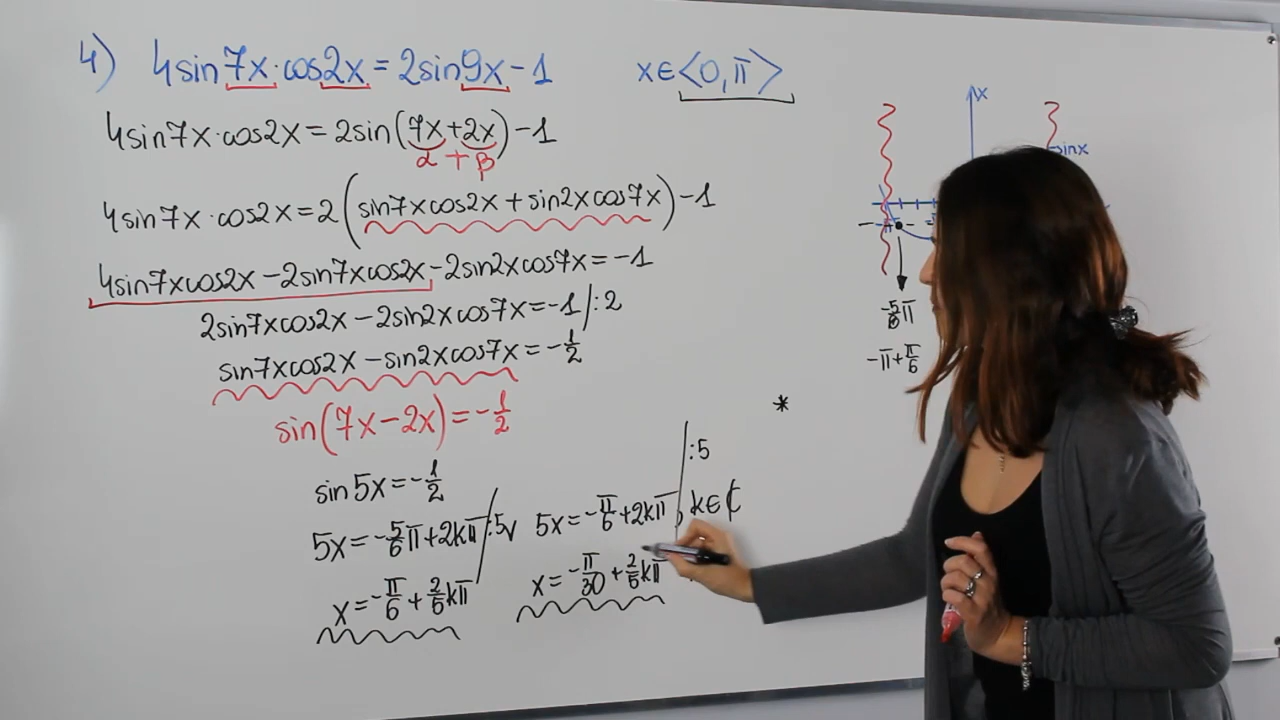 4) 4sin7x·cos2x=2sin9x-1 x∈<0,π>
4sin7x·cos2x=2sin(7x+2x)-1
α+β
4sin7x·cos2x=2(sin7xcos2x+sin2xcos7x)-1
4sin7xcos2x-2sin7xcos2x-2sin2xcos7x=-1
2sin7xcos2x-2sin2xcos7x=-1/:2
sin7xcos2x-sin2xcos7x=-1/2
sin(7x-2x)=-1/2
sin5x=-1/2
5x=-5/6π+2kπ/:5 ∨ 5x=-π/6+2kπ, k∈ℂ /:5
x=-π/6+2/5kπ x=-π/30+2/5kπ
*
x
sinx
-5/6π
-π+π/6